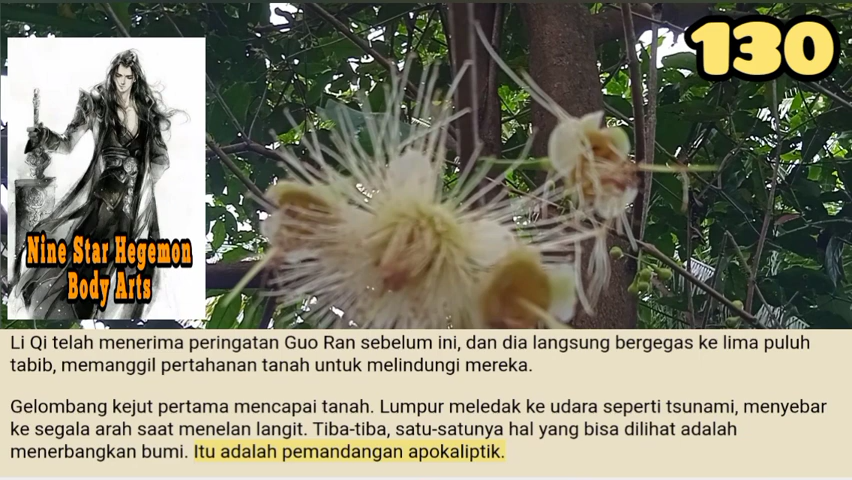 130
Nine Star Hegemon
Body Arts
Li Qi telah menerima peringatan Guo Ran sebelum ini, dan dia langsung bergegas ke lima puluh
tabib, memanggil pertahanan tanah untuk melindungi mereka.
Gelombang kejut pertama mencapai tanah. Lumpur meledak ke udara seperti tsunami, menyebar
ke segala arah saat menelan langit. Tiba-tiba, satu-satunya hal yang bisa dilihat adalah
menerbangkan bumi. Itu adalah pemandangan apokaliptik.